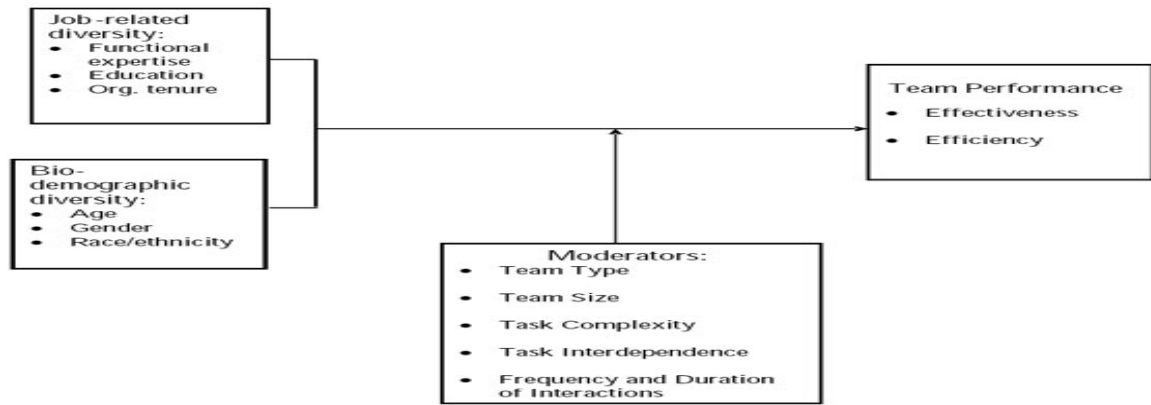 Job-related
diversity:
• Functional
expertise
• Education
• Org. tenure
Bio-
demographic
diversity:
• Age
• Gender
• Race/ethnicity
Moderators:
• Team Type
• Team Size
• Task Complexity
• Task Interdependence
• Frequency and Duration
of Interactions
Team Performance
• Effectiveness
• Efficiency